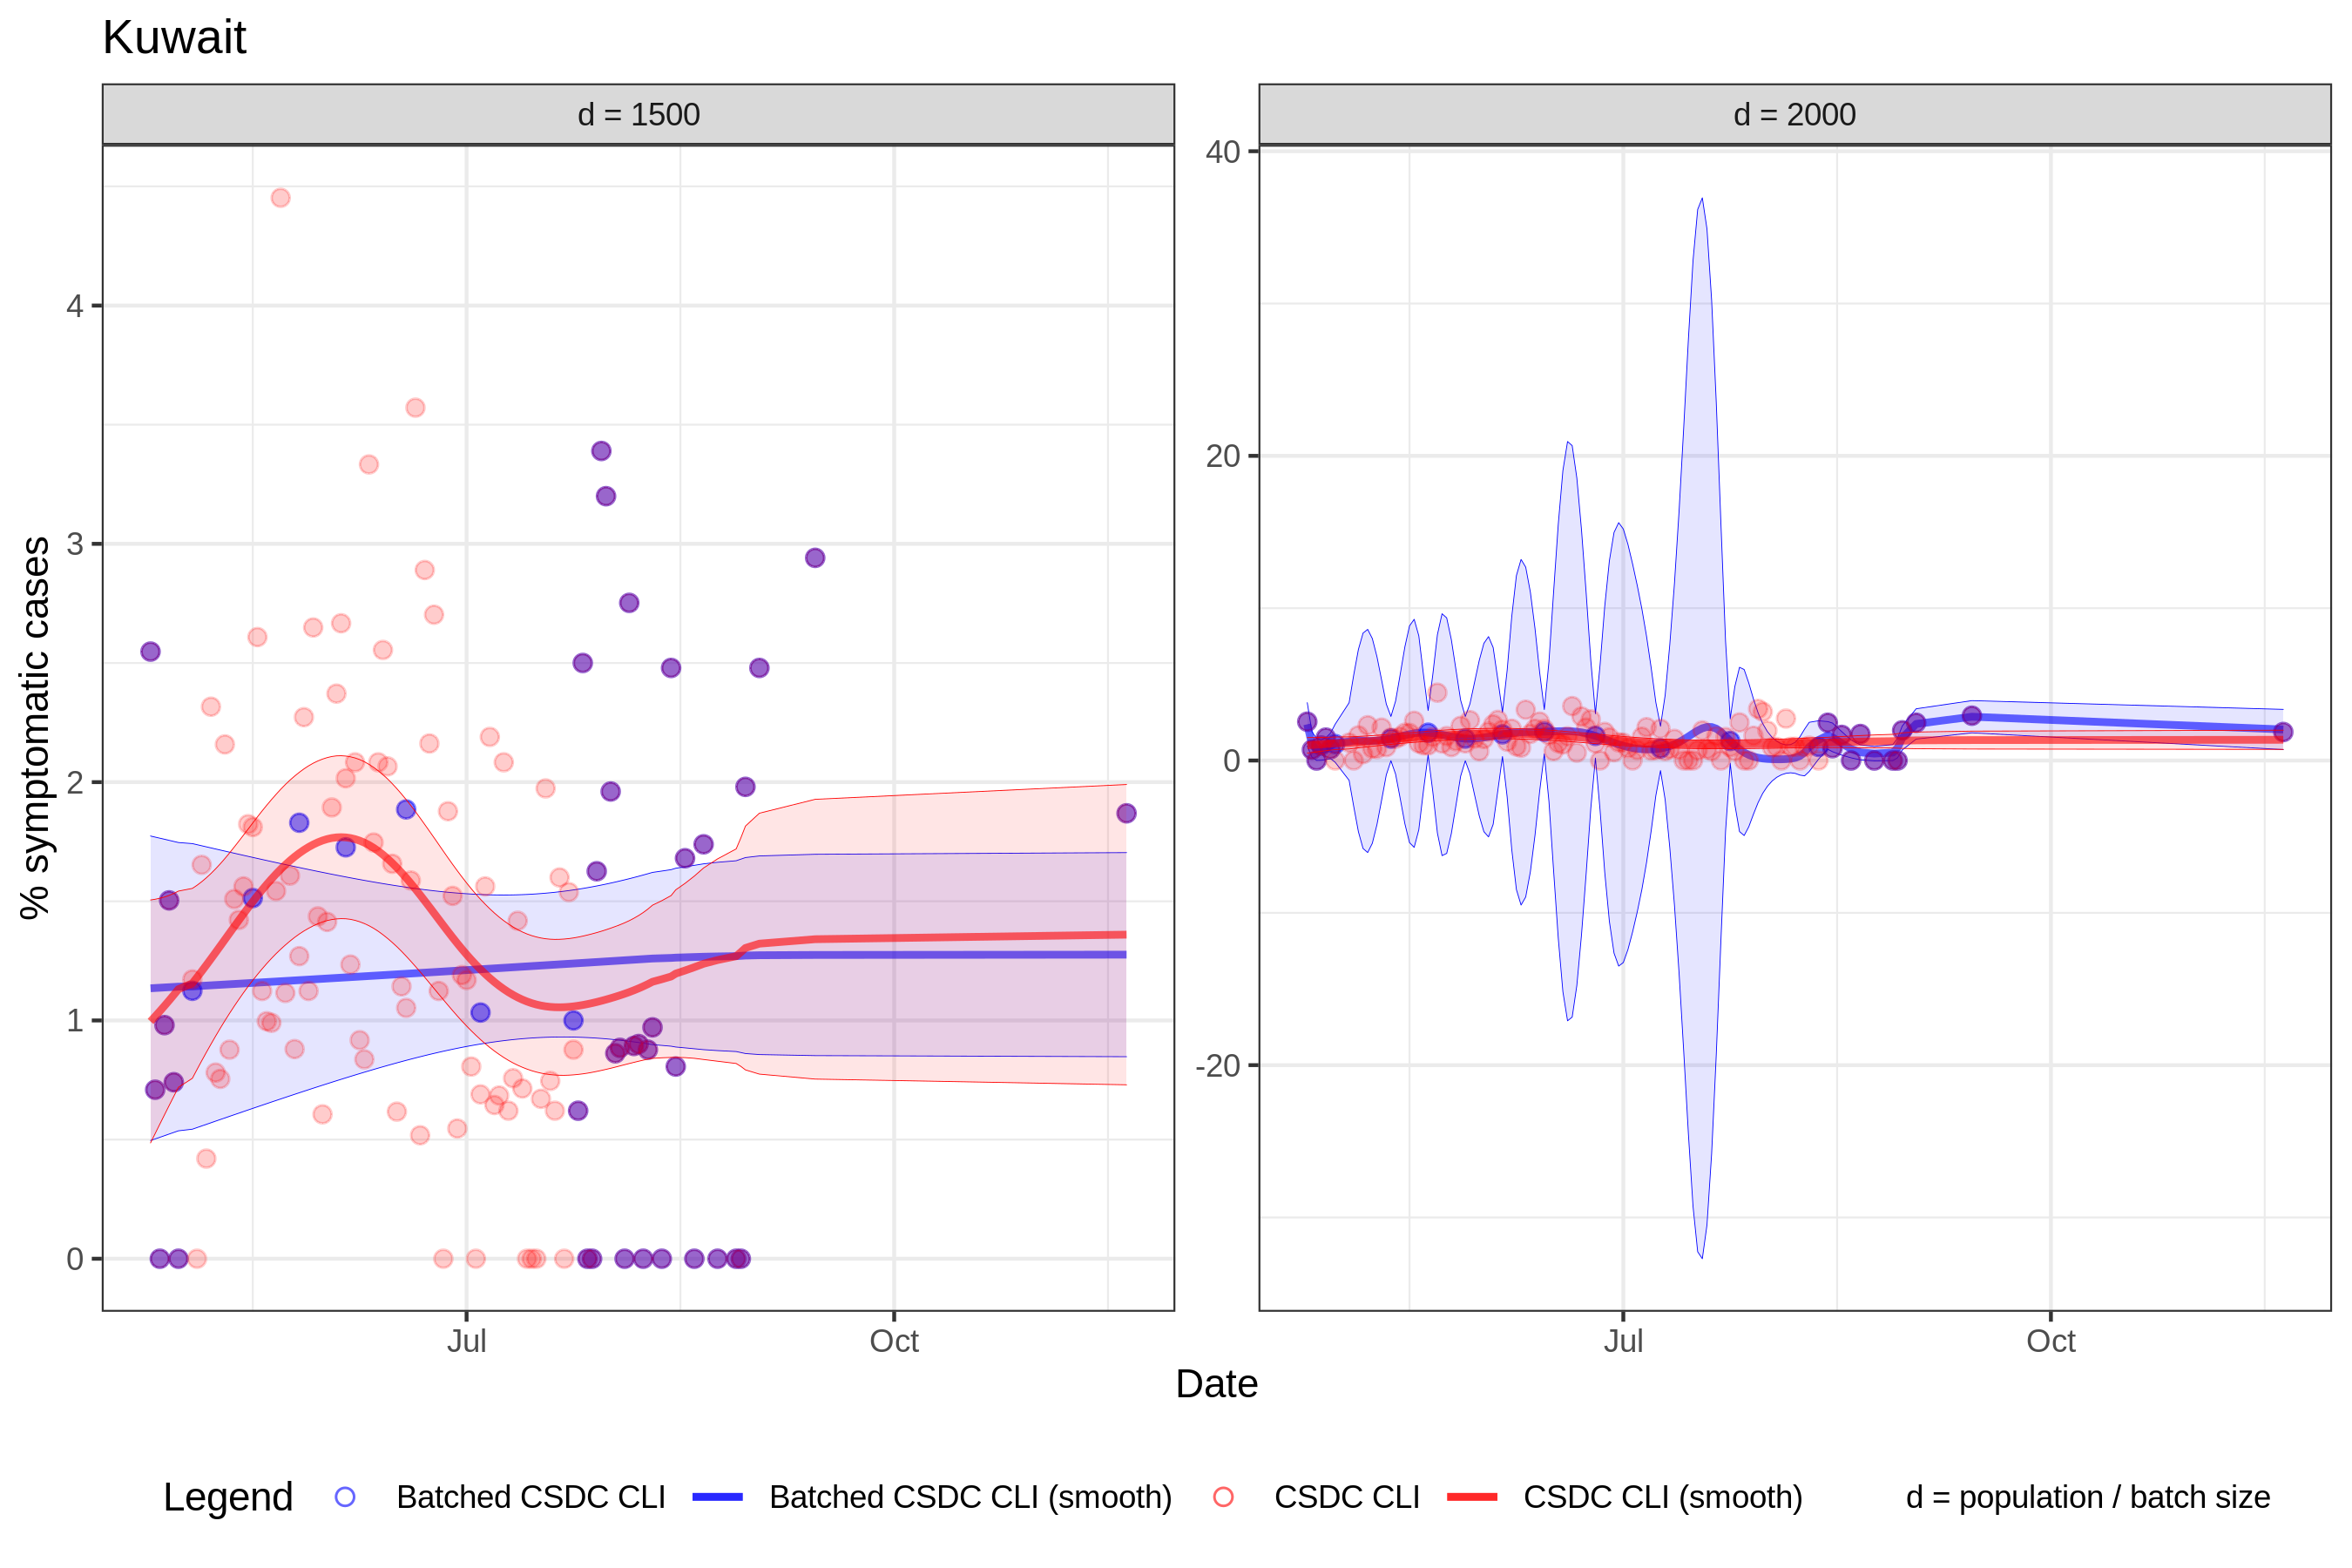 Kuwait
d = 1500
d = 2000
% symptomatic cases
4
3
2
1
0
40
20
0
-20
Jul
Oct
Jul
Oct
Date
Legend
Batched CSDC CLI
Batched CSDC CLI (smooth)
CSDC CLI
CSDC CLI (smooth)
d = population / batch size